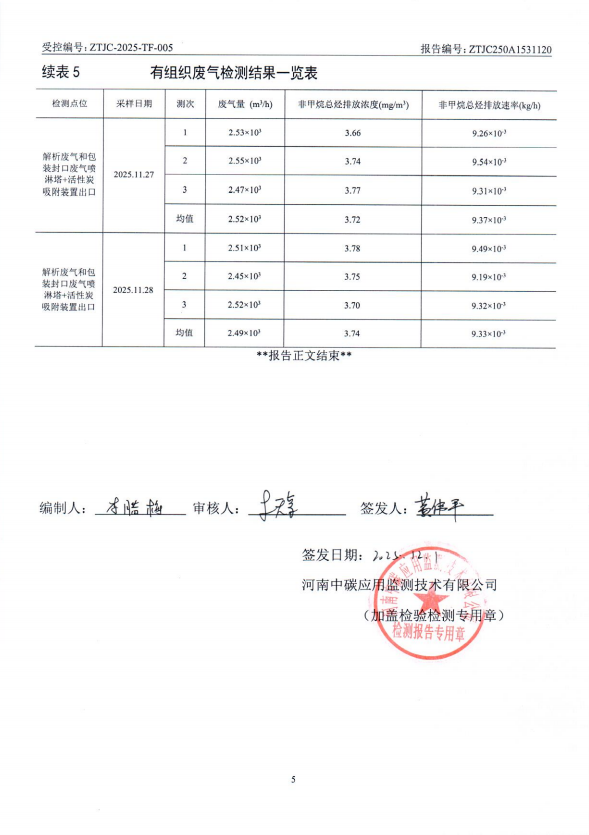 受控编号: ZTJC-2025-TF-005 报告编号: ZTJC250A1531120
续表 5 有组织废气检测结果一览表
检测点位 采样日期 测次 废气量 (m³/h) 非甲烷总烃排放浓度(mg/m³) 非甲烷总烃排放速率(kg/h)
解析废气和包装封口废气喷淋塔+活性炭吸附装置出口 2025.11.27 1 2.53×10³ 3.66 9.26×10⁻³
2 2.55×10³ 3.74 9.54×10⁻³
3 2.47×10³ 3.77 9.31×10⁻³
均值 2.52×10³ 3.72 9.37×10⁻³
解析废气和包装封口废气喷淋塔+活性炭吸附装置出口 2025.11.28 1 2.51×10³ 3.78 9.49×10⁻³
2 2.45×10³ 3.75 9.19×10⁻³
3 2.52×10³ 3.70 9.32×10⁻³
均值 2.49×10³ 3.74 9.33×10⁻³
**报告正文结束**
编制人: 审核人: 签发人:
签发日期: 2025.12.1
河南中碳应用监测技术有限公司
(加盖检验检测专用章)
检测报告专用章
5